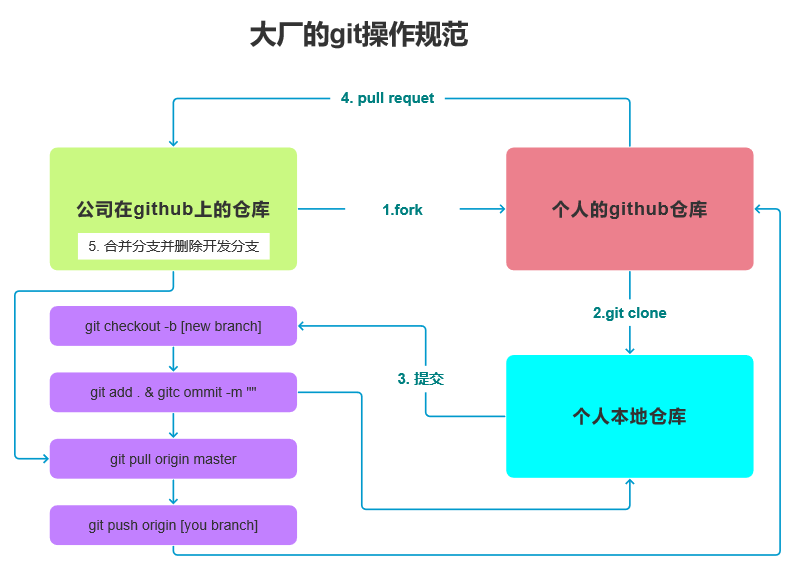 大厂的git操作规范
4. pull requet
公司在github上的仓库
1.fork
个人的github仓库
5. 合并分支并删除开发分支
2.git clone
git checkout -b [new branch]
3. 提交
git add . & gitc ommit -m ""
个人本地仓库
git pull origin master
git push origin [you branch]